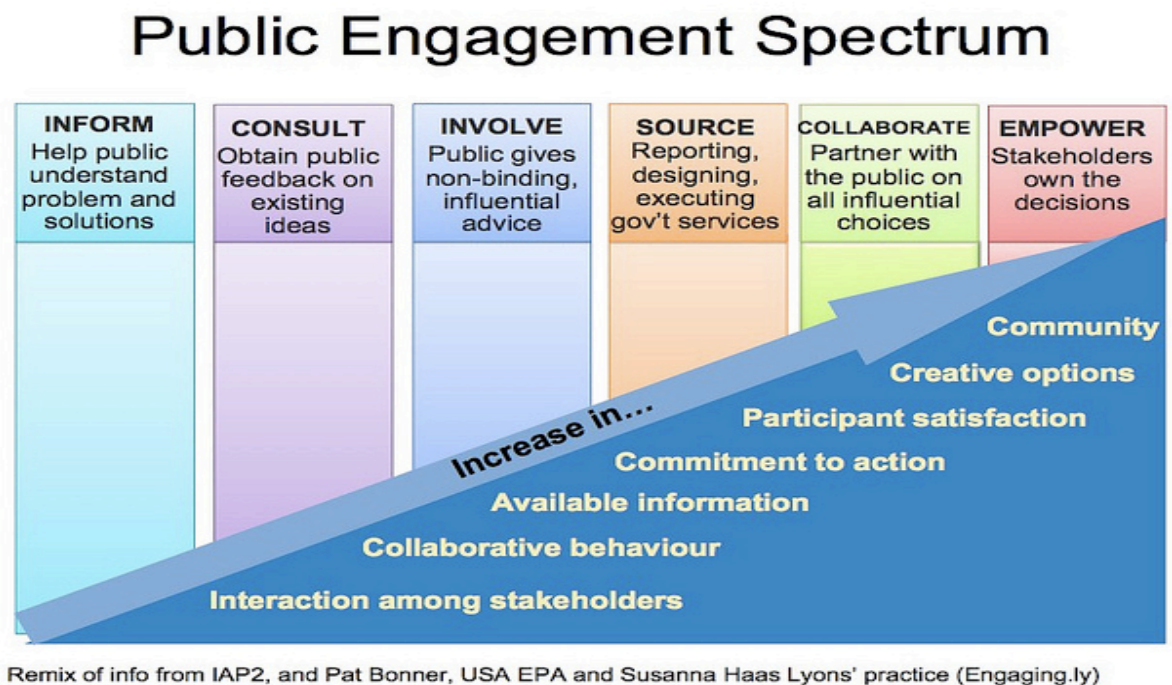 Public Engagement Spectrum
INFORM
Help public
understand
problem and
solutions
CONSULT
Obtain public
feedback on
existing
ideas
INVOLVE
Public gives
non-binding,
influential
advice
SOURCE
Reporting,
designing,
executing
gov't services
COLLABORATE
Partner with
the public on
all influential
choices
EMPOWER
Stakeholders
own the
decisions
Increase in...
Community
Creative options
Participant satisfaction
Commitment to action
Available information
Collaborative behaviour
Interaction among stakeholders
Remix of info from IAP2, and Pat Bonner, USA EPA and Susanna Haas Lyons' practice (Engaging.ly)